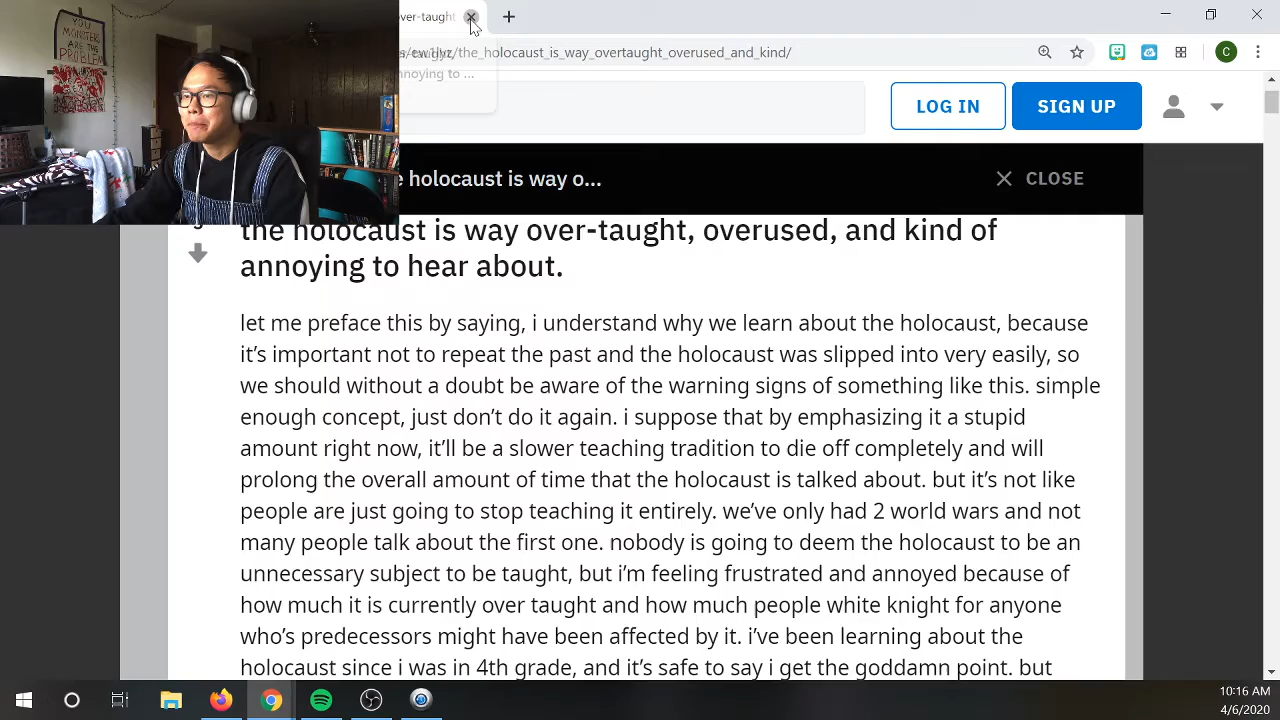 over-taught
YOU
MONSTERS
ARE THE
PROBLEM
/the_holocaust_is_way_overtaught_overused_and_kind/
nnoying to ...
C
LOG IN
SIGN UP
holocaust is way o...
CLOSE
the holocaust is way over-taught, overused, and kind of
annoying to hear about.
let me preface this by saying, i understand why we learn about the holocaust, because
it's important not to repeat the past and the holocaust was slipped into very easily, so
we should without a doubt be aware of the warning signs of something like this. simple
enough concept, just don't do it again. i suppose that by emphasizing it a stupid
amount right now, it'll be a slower teaching tradition to die off completely and will
prolong the overall amount of time that the holocaust is talked about. but it's not like
people are just going to stop teaching it entirely. we've only had 2 world wars and not
many people talk about the first one. nobody is going to deem the holocaust to be an
unnecessary subject to be taught, but i'm feeling frustrated and annoyed because of
how much it is currently over taught and how much people white knight for anyone
who's predecessors might have been affected by it. i've been learning about the
holocaust since i was in 4th grade, and it's safe to say i get the goddamn point. but
10:16 AM
4/6/2020